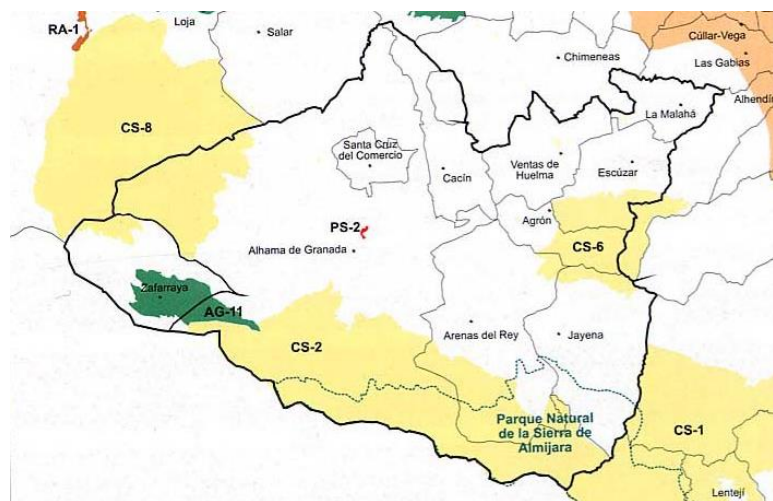 Loja
RA-1
Salar
Chimeneas
Cúllar-Vega
Las Gabias
Alhendín
La Malahá
CS-8
Santa Cruz
del Comercio
Cacín
Ventas de
Huelma
Escúzar
Agrón
PS-2
Alhama de Granada
CS-6
Zafarraya
AG-11
CS-2
Arenas del Rey
Jayena
Parque Natural
de la Sierra de
Almijara
CS-1
Lentejí